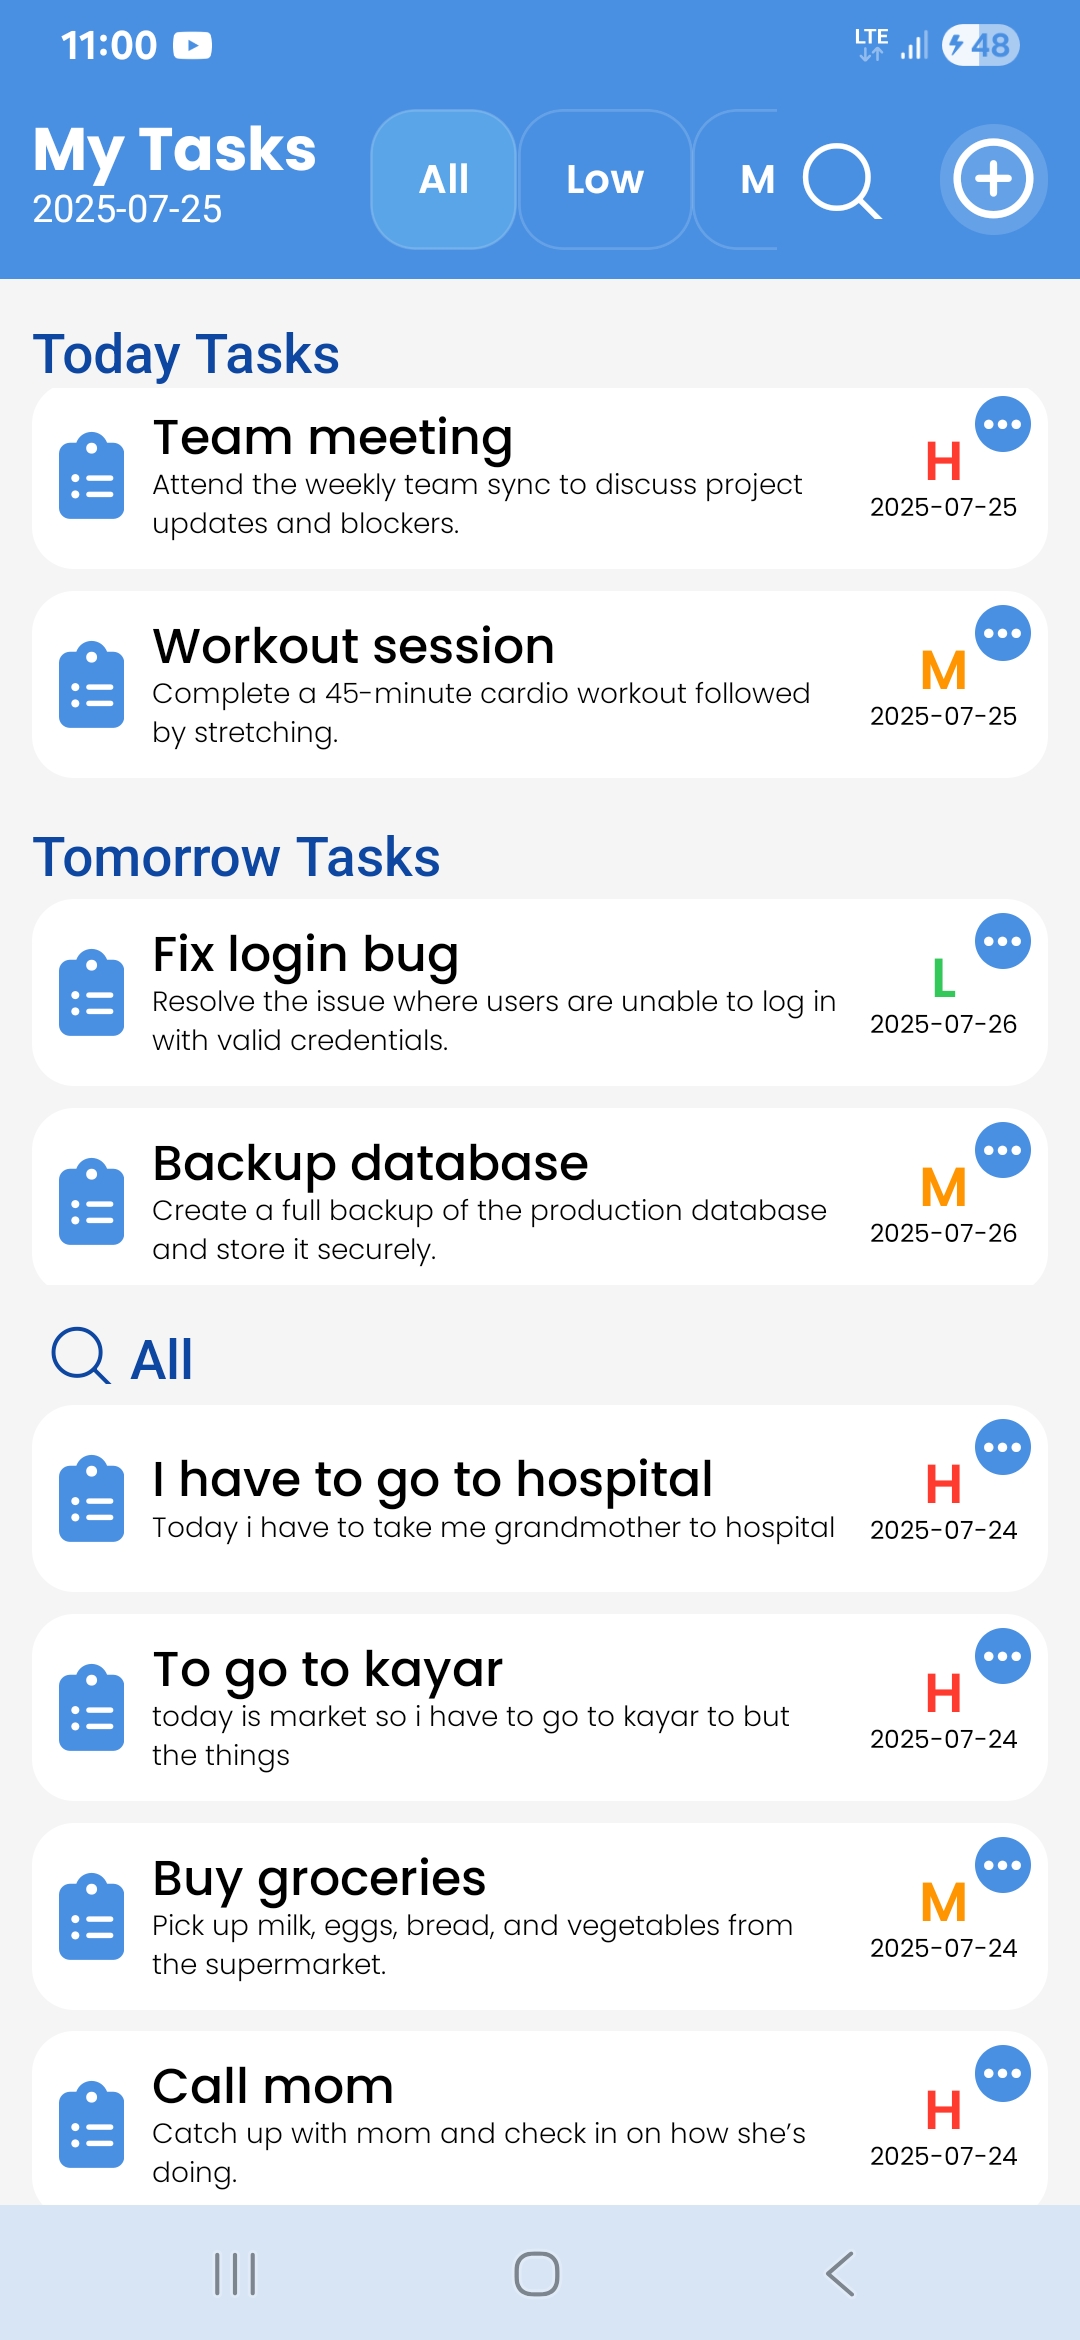 11:00
LTE
48
My Tasks
2025-07-25
All
Low
M
Today Tasks
Team meeting
Attend the weekly team sync to discuss project
updates and blockers.
H
2025-07-25
Workout session
Complete a 45-minute cardio workout followed
by stretching.
M
2025-07-25
Tomorrow Tasks
Fix login bug
Resolve the issue where users are unable to log in
with valid credentials.
L
2025-07-26
Backup database
Create a full backup of the production database
and store it securely.
M
2025-07-26
All
I have to go to hospital
Today i have to take me grandmother to hospital
H
2025-07-24
To go to kayar
today is market so i have to go to kayar to but
the things
H
2025-07-24
Buy groceries
Pick up milk, eggs, bread, and vegetables from
the supermarket.
M
2025-07-24
Call mom
Catch up with mom and check in on how she’s
doing.
H
2025-07-24